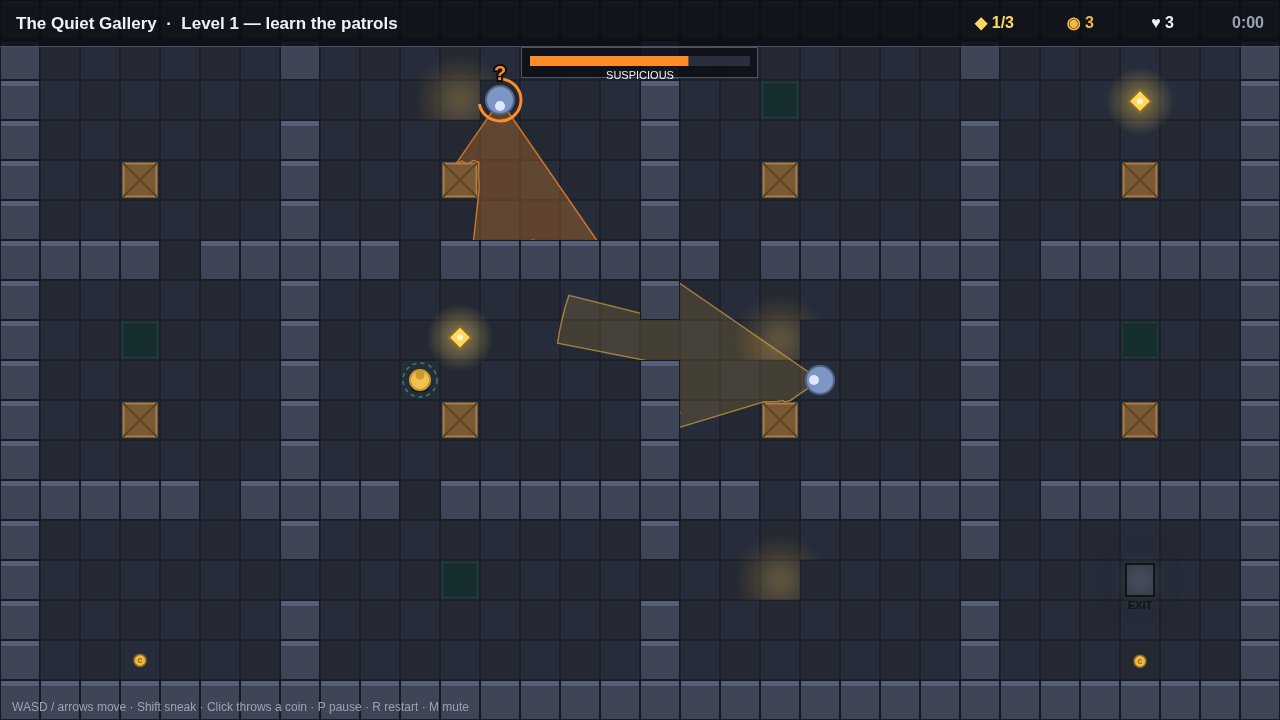 The Quiet Gallery · Level 1 — learn the patrols
◆ 1/3 ◉ 3 ♥ 3 0:00
?
SUSPICIOUS
EXIT
C C
WASD / arrows move · Shift sneak · Click throws a coin · P pause · R restart · M mute